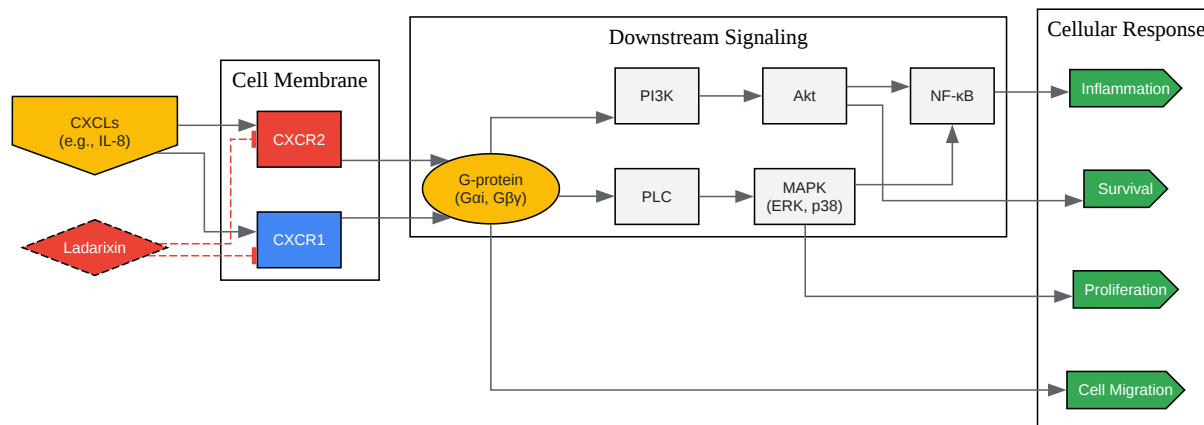 Cell Membrane
Downstream Signaling
Cellular Response
CXCLs
(e.g., IL-8)
Ladarixin
CXCR2
CXCR1
G-protein
(Gαi, Gβγ)
PI3K
Akt
NF-κB
PLC
MAPK
(ERK, p38)
Inflammation
Survival
Proliferation
Cell Migration